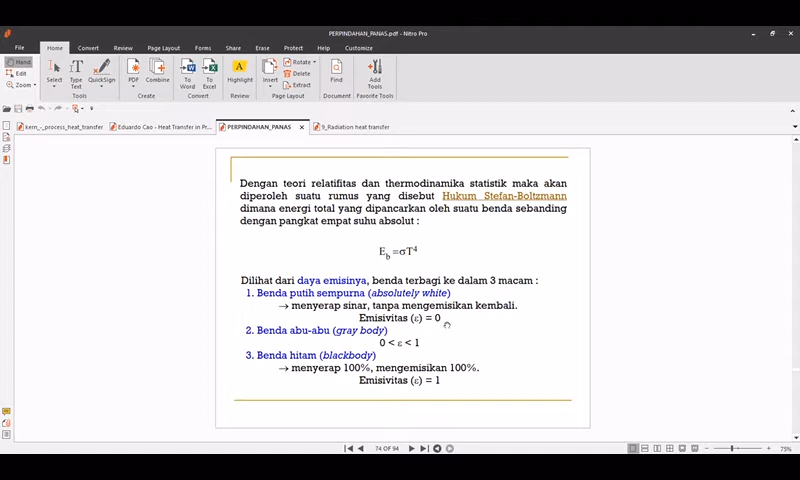 PERPINDAHAN_PANAS.pdf - Nitro Pro
File Home Convert Review Page Layout Forms Share Erase Protect Help Customize
Hand
Edit
Zoom
Select
Type Text
QuickSign
PDF
Combine
To Word
To Excel
Highlight
Insert
Rotate
Delete
Extract
Find
Add Tools
Tools Create Convert Review Page Layout Document Favorite Tools
kern_-_process_heat_transfer
Eduardo Cao - Heat Transfer in Pr...
PERPINDAHAN_PANAS
9_Radiation heat transfer
Dengan teori relatifitas dan thermodinamika statistik maka akan
diperoleh suatu rumus yang disebut Hukum Stefan-Boltzmann
dimana energi total yang dipancarkan oleh suatu benda sebanding
dengan pangkat empat suhu absolut :
E_b =σT⁴
Dilihat dari daya emisinya, benda terbagi ke dalam 3 macam :
1. Benda putih sempurna (absolutely white)
→ menyerap sinar, tanpa mengemisikan kembali.
Emisivitas (ε) = 0
2. Benda abu-abu (gray body)
0 < ε < 1
3. Benda hitam (blackbody)
→ menyerap 100%, mengemisikan 100%.
Emisivitas (ε) = 1
74 OF 94
75%